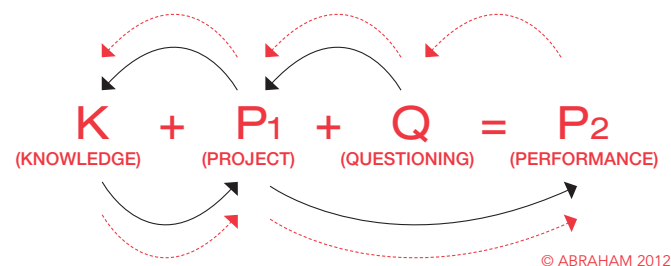 K + P1 + Q = P2
(KNOWLEDGE) (PROJECT) (QUESTIONING) (PERFORMANCE)
© ABRAHAM 2012